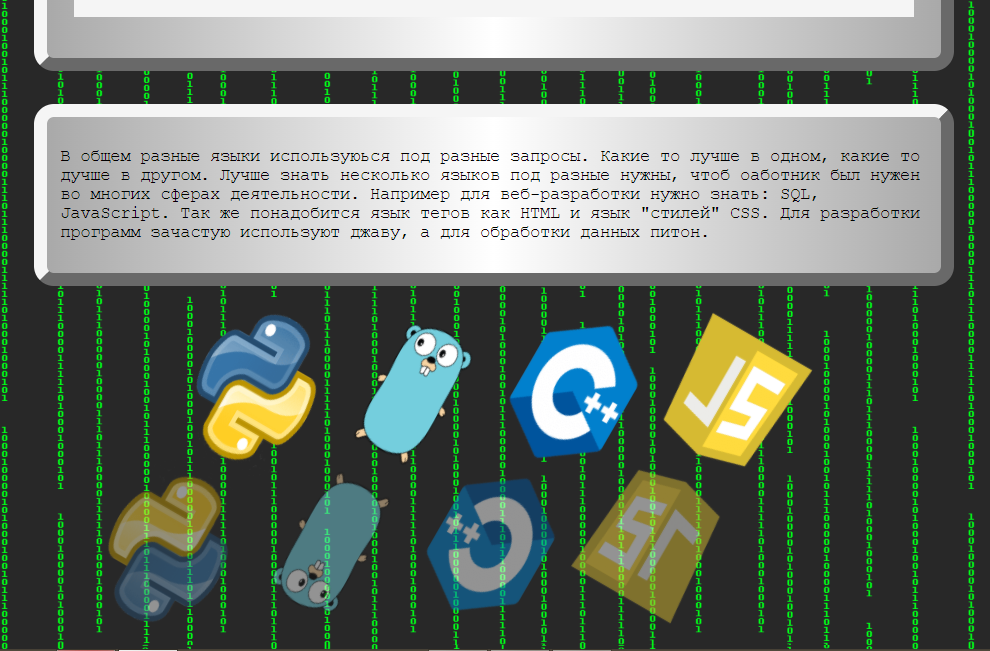 В общем разные языки используюься под разные запросы. Какие то лучше в одном, какие то
дучше в другом. Лучше знать несколько языков под разные нужны, чтоб оаботник был нужен
во многих сферах деятельности. Например для веб-разработки нужно знать: SQL,
JavaScript. Так же понадобится язык тегов как HTML и язык "стилей" CSS. Для разработки
программ зачастую используют джаву, а для обработки данных питон.
C++
JS
C++
JS